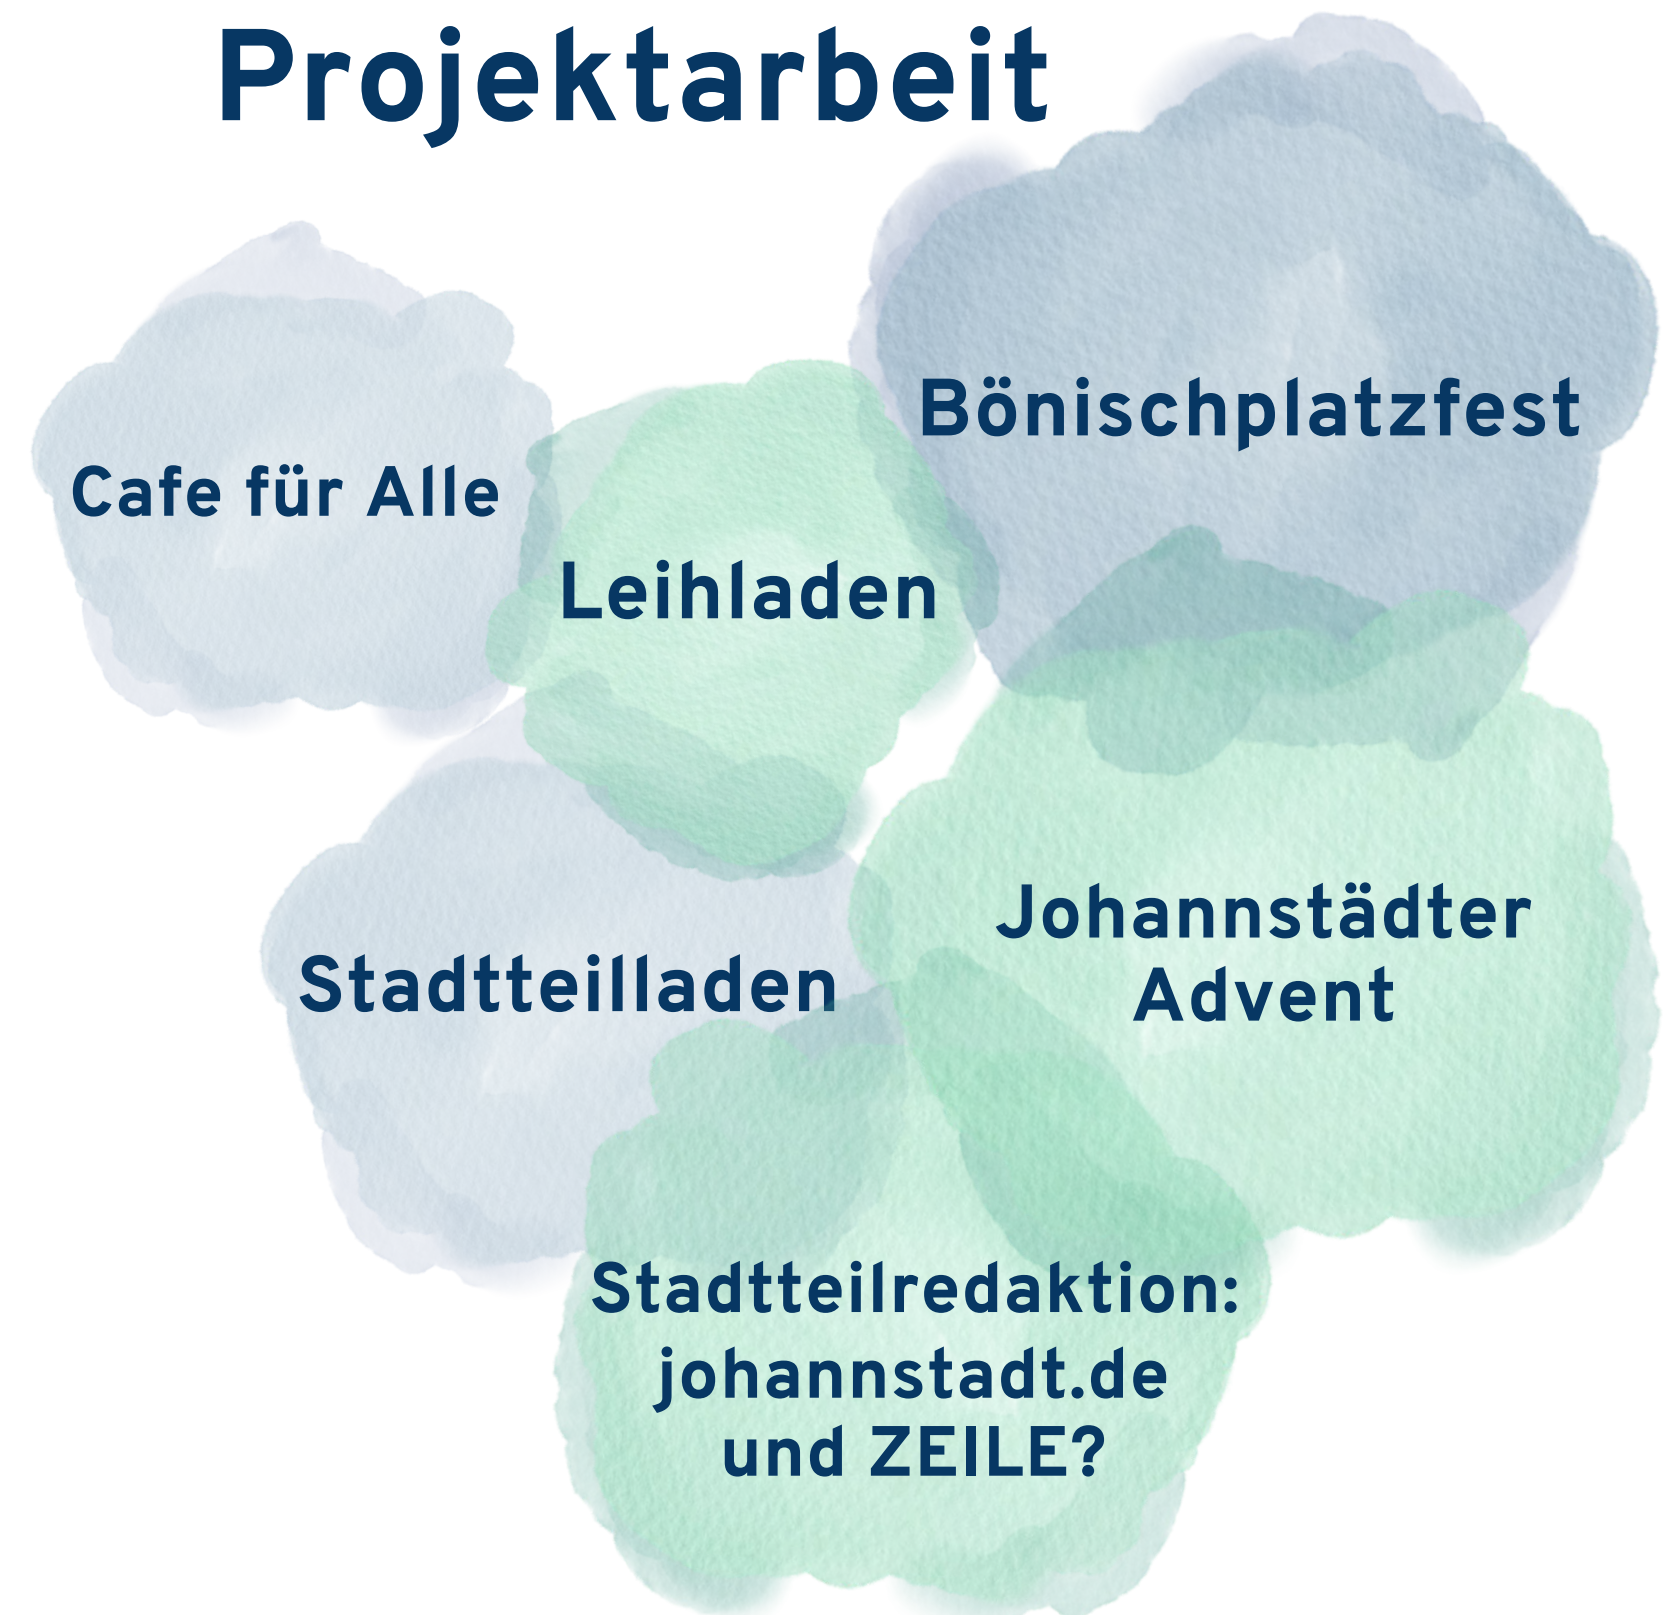 Projektarbeit
Bönischplatzfest
Cafe für Alle
Leihladen
Johannstädter
Advent
Stadtteilladen
Stadtteilredaktion:
johannstadt.de
und ZEILE?